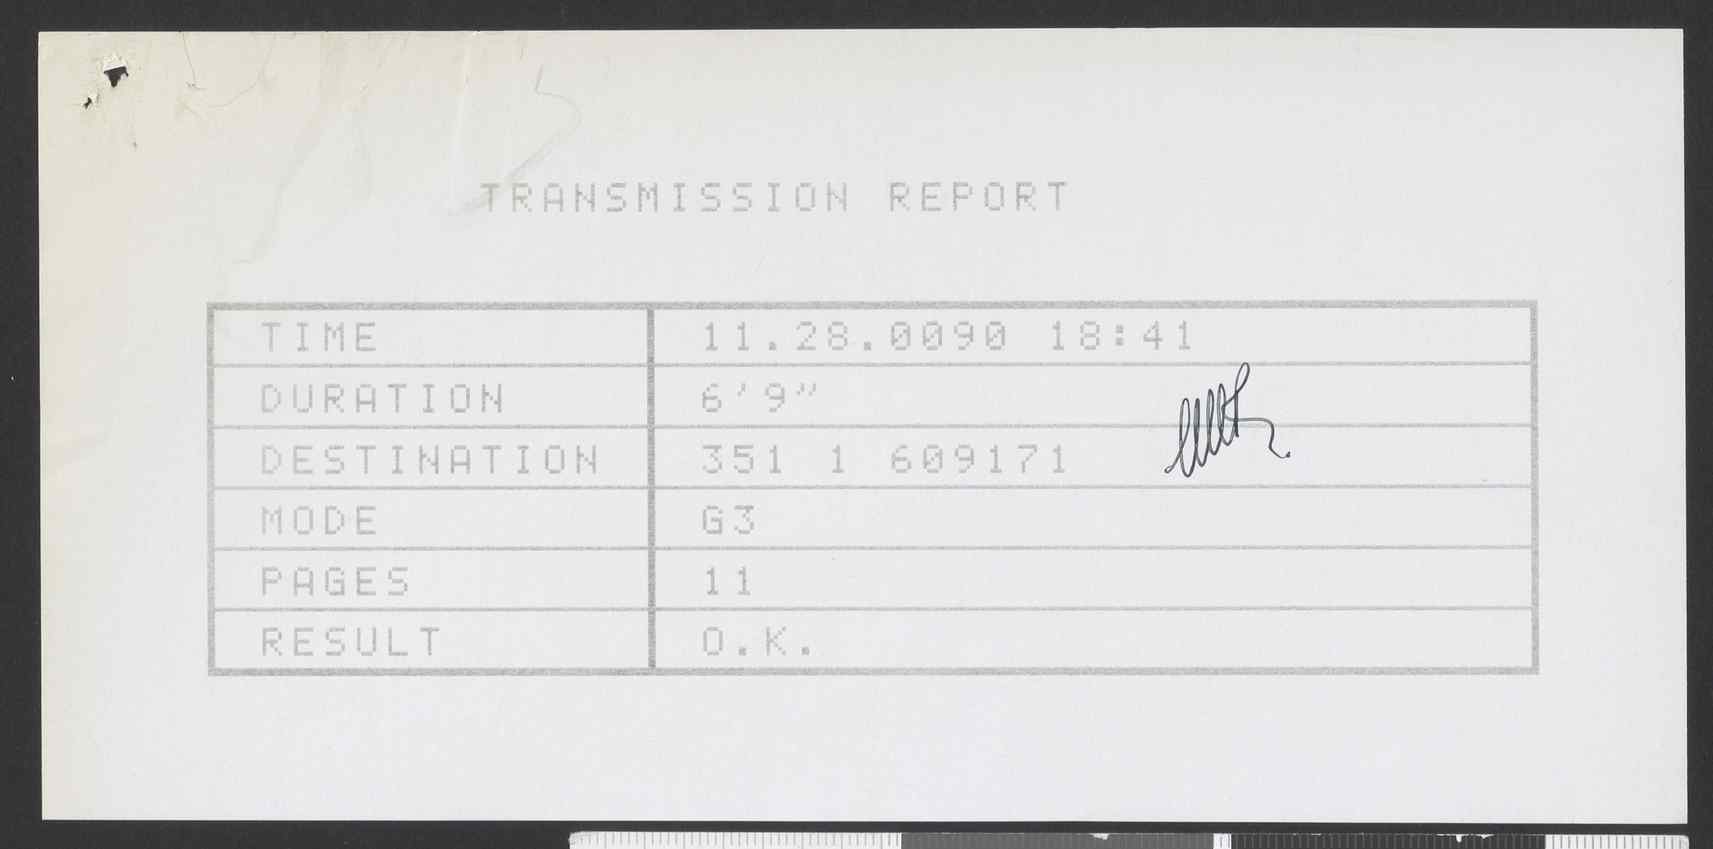 TRANSMISSION REPORT
TIME 11.28.0090 18:41
DURATION 6'9"
DESTINATION 351 1 609171
MODE G3
PAGES 11
RESULT O.K.